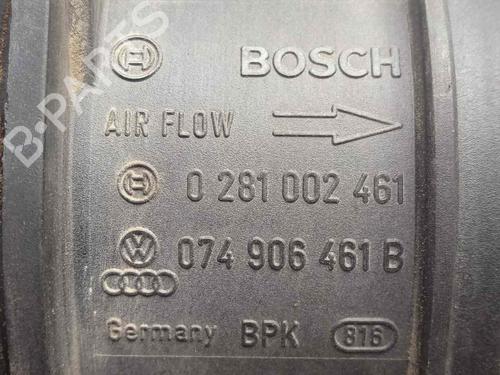 BOSCH
AIR FLOW
0 281 002 461
074 906 461 B
Germany BPK 816
B-PARTS